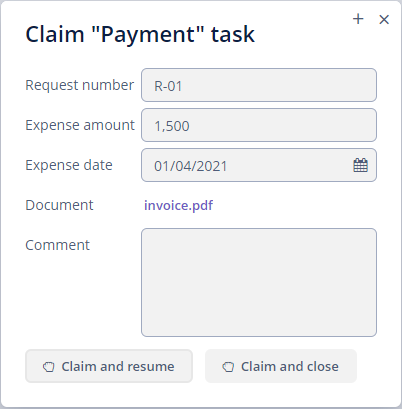 Claim "Payment" task
Request number R-01
Expense amount 1,500
Expense date 01/04/2021
Document invoice.pdf
Comment
Claim and resume Claim and close